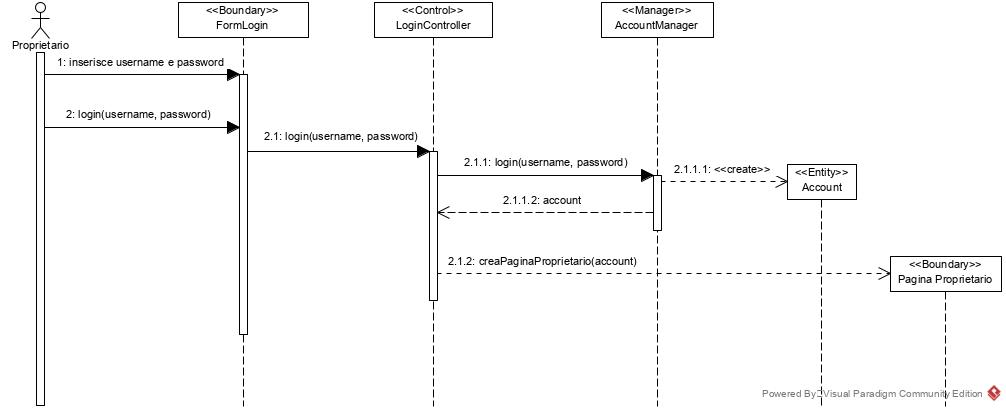 <<Boundary>>
FormLogin
<<Control>>
LoginController
<<Manager>>
AccountManager
Proprietario
1: inserisce username e password
2: login(username, password)
2.1: login(username, password)
2.1.1: login(username, password)
2.1.1.1: <<create>>
<<Entity>>
Account
2.1.1.2: account
2.1.2: creaPaginaProprietario(account)
<<Boundary>>
Pagina Proprietario
Powered By Visual Paradigm Community Edition